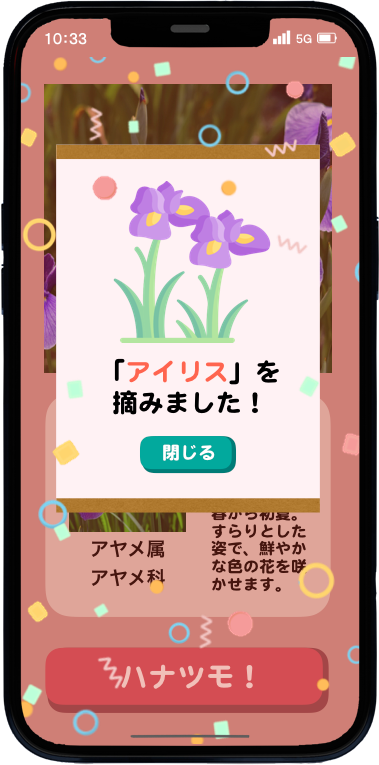 10:33
5G
「アイリス」を
摘みました！
閉じる
春から初夏。
すらりとした
姿で、鮮やか
な色の花を咲
かせます。
アヤメ属
アヤメ科
ハナツモ！